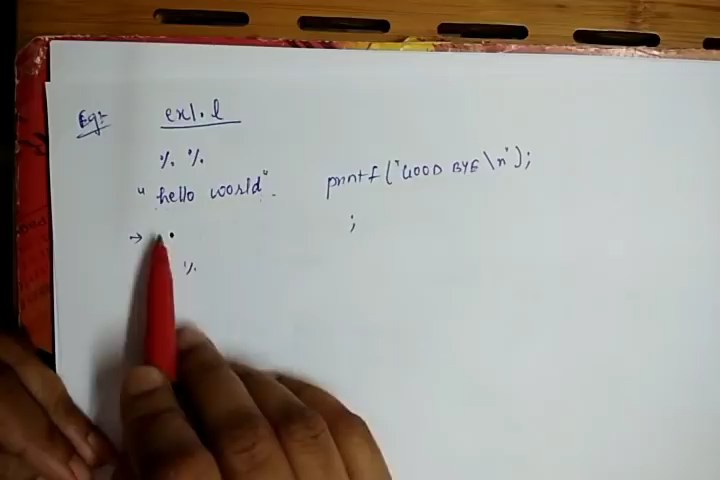 Eg:- ex1.l
%%
"hello world" printf("GOOD BYE\n");
→ . ;
%